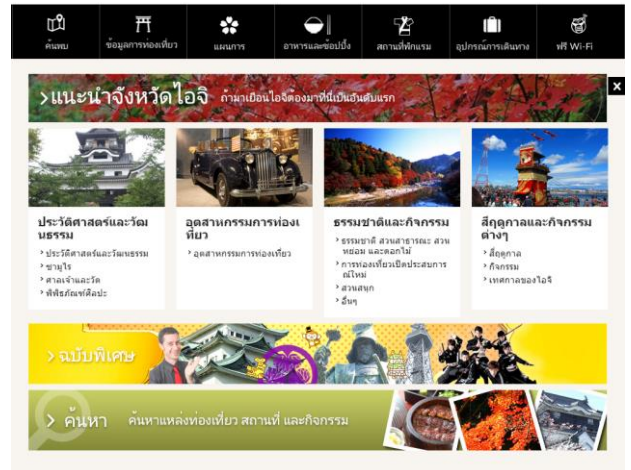 ค้นพบ
ข้อมูลการท่องเที่ยว
แผนการ
อาหารและช้อปปิ้ง
สถานที่พักแรม
อุปกรณ์การเดินทาง
ฟรี Wi-Fi
>แนะนำจังหวัดไอจิ ถ้ามาเยือนไอจิต้องมาที่นี่เป็นอันดับแรก
ประวัติศาสตร์และวัฒ
นธรรม
> ประวัติศาสตร์และวัฒนธรรม
> ซามูไร
> ศาลเจ้าและวัด
> พิพิธภัณฑ์ศิลปะ
อุตสาหกรรมการท่องเ
ที่ยว
> อุตสาหกรรมการท่องเที่ยว
ธรรมชาติและกิจกรรม
> ธรรมชาติ สวนสาธารณะ สวน
หย่อม และดอกไม้
> การท่องเที่ยวเปิดประสบการ
ณ์ใหม่
> สวนสนุก
> อื่นๆ
สี่ฤดูกาลและกิจกรรม
ต่างๆ
> สี่ฤดูกาล
> กิจกรรม
> เทศกาลของไอจิ
> ฉบับพิเศษ
> ค้นหา ค้นหาแหล่งท่องเที่ยว สถานที่ และกิจกรรม